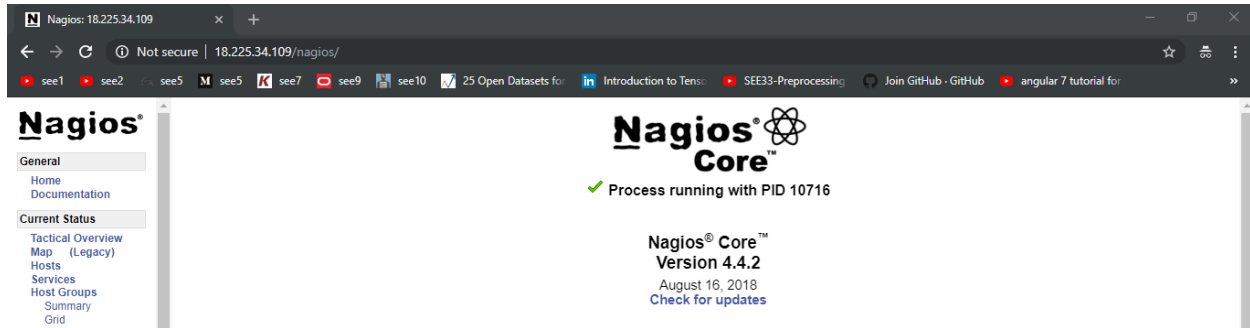 Nagios: 18.225.34.109
Not secure | 18.225.34.109/nagios/
see1 see2 see5 M see5 K see7 see9 see10 25 Open Datasets for in Introduction to Tenso SEE33-Preprocessing Join GitHub · GitHub angular 7 tutorial for »
Nagios®
General
Home
Documentation
Current Status
Tactical Overview
Map (Legacy)
Hosts
Services
Host Groups
Summary
Grid
Nagios®
Core™
Process running with PID 10716
Nagios® Core™
Version 4.4.2
August 16, 2018
Check for updates